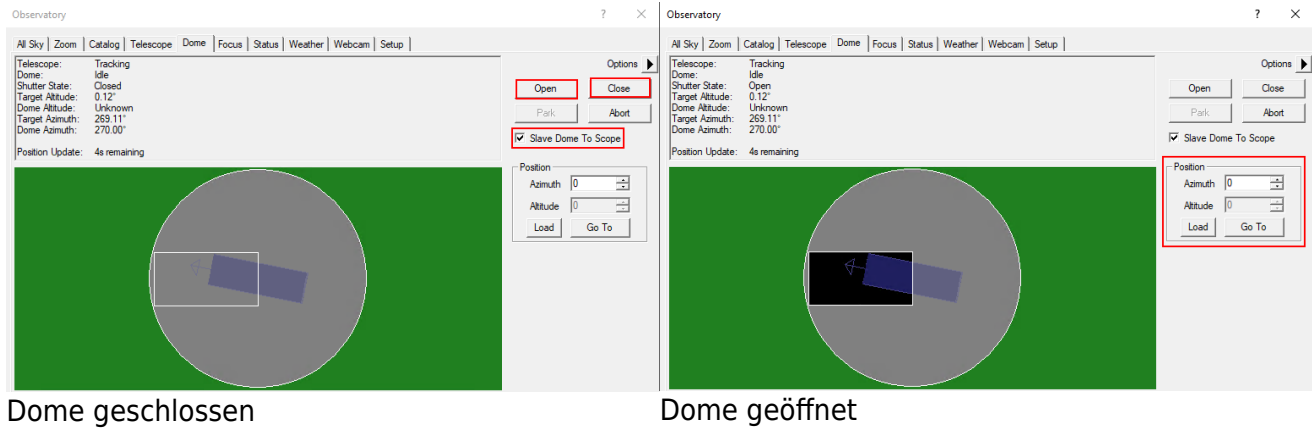 Observatory ? ×
All Sky Zoom Catalog Telescope Dome Focus Status Weather Webcam Setup
Telescope: Tracking
Dome: Idle
Shutter State: Closed
Target Altitude: 0.12°
Dome Altitude: Unknown
Target Azimuth: 269.11°
Dome Azimuth: 270.00°
Position Update: 4s remaining
Options
Open Close
Park Abort
Slave Dome To Scope
Position
Azimuth 0
Altitude 0
Load Go To
Dome geschlossen
Observatory ? ×
All Sky Zoom Catalog Telescope Dome Focus Status Weather Webcam Setup
Telescope: Tracking
Dome: Idle
Shutter State: Open
Target Altitude: 0.12°
Dome Altitude: Unknown
Target Azimuth: 269.11°
Dome Azimuth: 270.00°
Position Update: 4s remaining
Options
Open Close
Park Abort
Slave Dome To Scope
Position
Azimuth 0
Altitude 0
Load Go To
Dome geöffnet